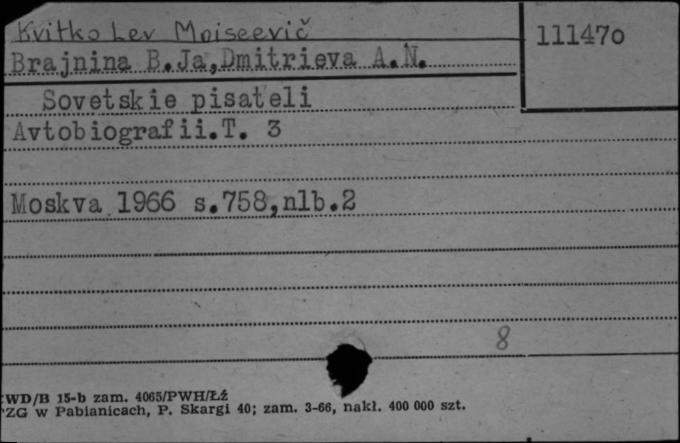 Kvitko Lev Moiseevič
111470
Brajnina B.Ja,Dmitrieva A.N.
Sovetskie pisateli
Avtobiografii.T. 3
Moskva 1966 s.758,nlb.2
8
WD/B 15-b zam. 4065/PWH/Łź
PZG w Pabianicach, P. Skargi 40; zam. 3-66, nakł. 400 000 szt.